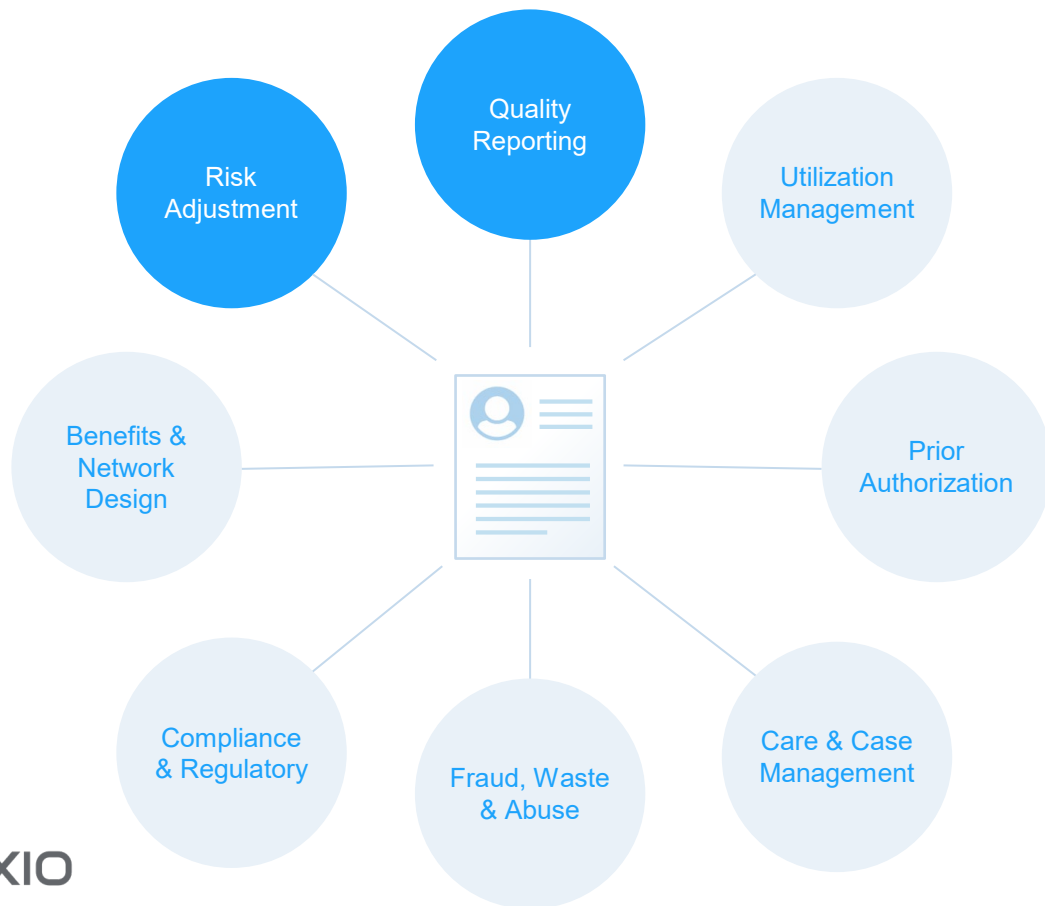 Quality
Reporting
Risk
Adjustment
Utilization
Management
Benefits &
Network
Design
Prior
Authorization
Compliance
& Regulatory
Fraud, Waste
& Abuse
Care & Case
Management
XIO